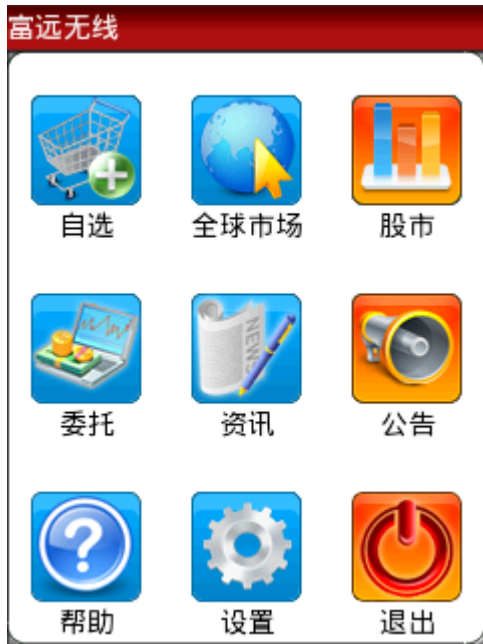 富远无线
自选 全球市场 股市
NEWS
委托 资讯 公告
帮助 设置 退出